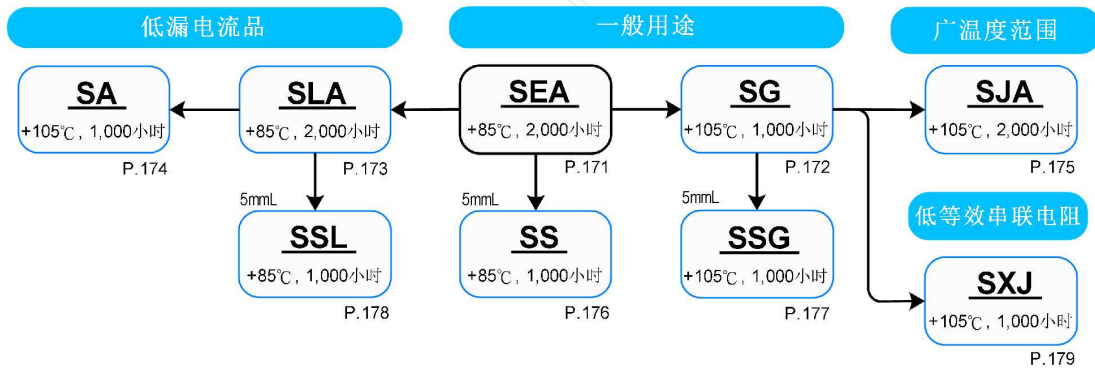 低漏电流品
一般用途
广温度范围
SA
+105℃, 1,000小时
P.174
SLA
+85℃, 2,000小时
P.173
SEA
+85℃, 2,000小时
P.171
SG
+105℃, 1,000小时
P.172
SJA
+105℃, 2,000小时
P.175
5mmL
SSL
+85℃, 1,000小时
P.178
5mmL
SS
+85℃, 1,000小时
P.176
5mmL
SSG
+105℃, 1,000小时
P.177
低等效串联电阻
SXJ
+105℃, 1,000小时
P.179